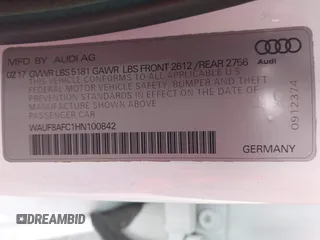 MFD BY AUDI AG
02.17 GVWR LBS 5181 GAWR LBS FRONT 2612 /REAR 2756
THIS VEHICLE CONFORMS TO ALL APPLICABLE
FEDERAL MOTOR VEHICLE SAFETY BUMPER AND THEFT
PREVENTION STANDARDS IN EFFECT ON THE DATE OF
MANUFACTURE SHOWN ABOVE
PASSENGER CAR
WAUF8AFC1HN100842
Audi
0912374
GERMANY
DREAMBID